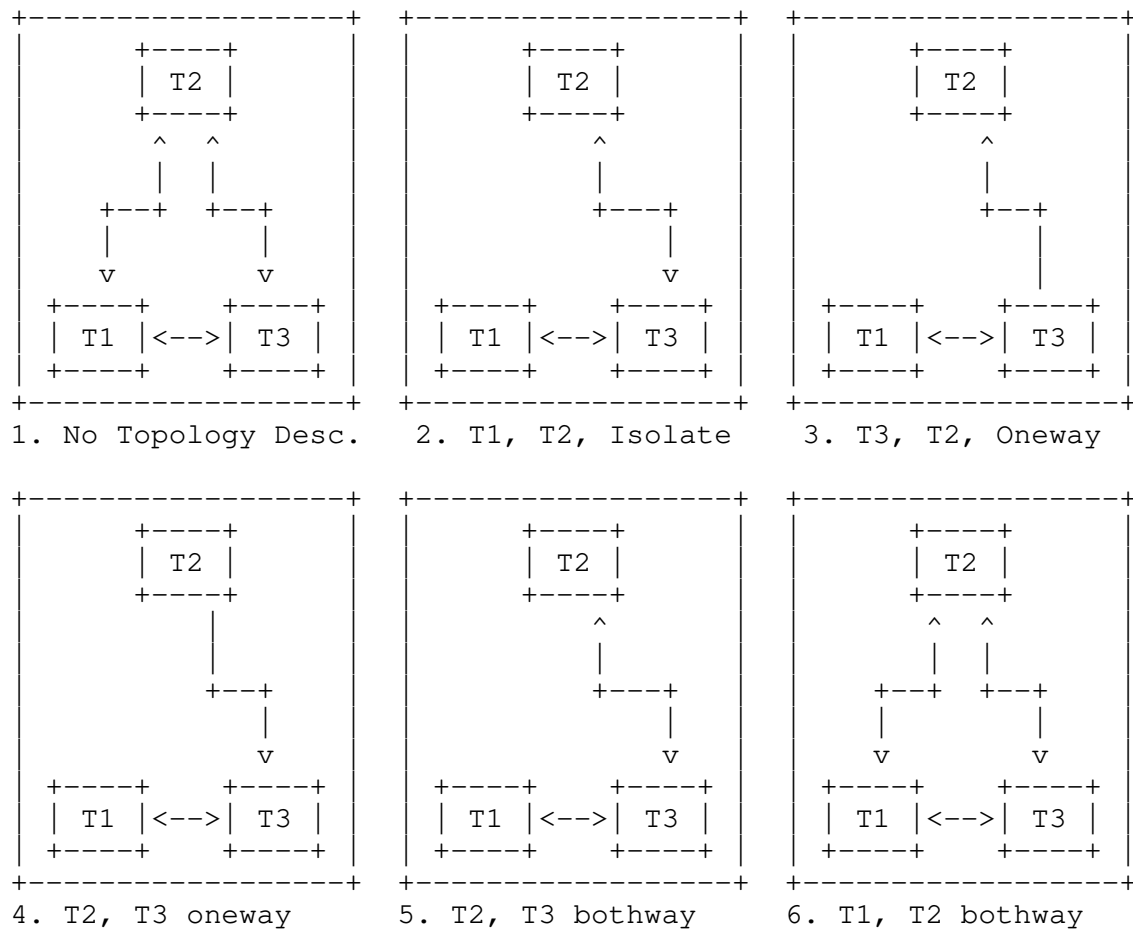 T2 T2 T2
T1 <--> T3 T1 <--> T3 T1 <--> T3
1. No Topology Desc. 2. T1, T2, Isolate 3. T3, T2, Oneway
T2 T2 T2
T1 <--> T3 T1 <--> T3 T1 <--> T3
4. T2, T3 oneway 5. T2, T3 bothway 6. T1, T2 bothway